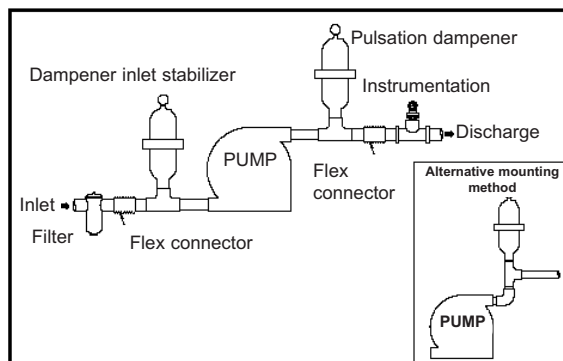 Pulsation dampener
Dampener inlet stabilizer
Instrumentation
Discharge
PUMP
Flex
connector
Inlet
Filter
Flex connector
Alternative mounting
method
PUMP